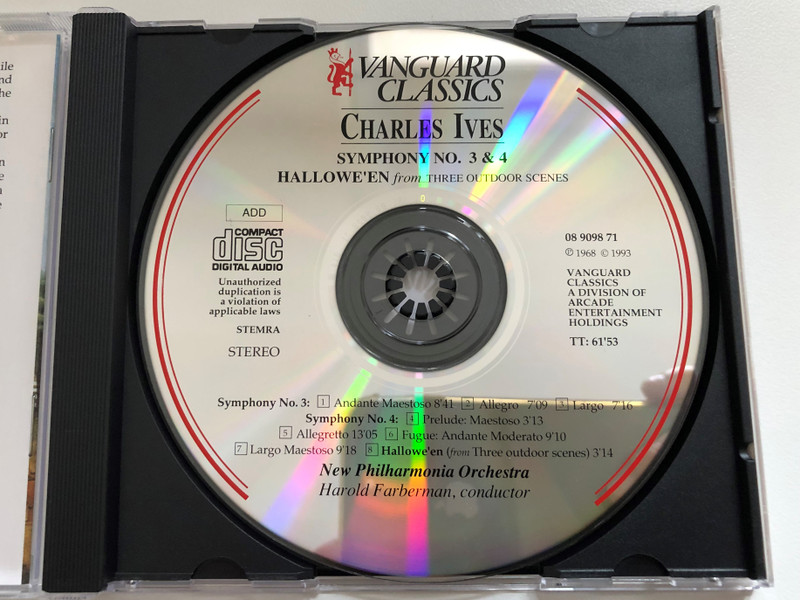 ile
nd
he
in
or
n
e
n
e
VANGUARD
CLASSICS
CHARLES IVES
SYMPHONY NO. 3 & 4
HALLOWE'EN from THREE OUTDOOR SCENES
ADD
COMPACT
disc
DIGITAL AUDIO
Unauthorized
duplication is
a violation of
applicable laws
STEMRA
STEREO
08 9098 71
℗ 1968 © 1993
VANGUARD
CLASSICS
A DIVISION OF
ARCADE
ENTERTAINMENT
HOLDINGS
TT: 61'53
Symphony No. 3: 1 Andante Maestoso 8'41 2 Allegro 7'09 3 Largo 7'16
Symphony No. 4: 4 Prelude: Maestoso 3'13
5 Allegretto 13'05 6 Fugue: Andante Moderato 9'10
7 Largo Maestoso 9'18 8 Hallowe'en (from Three outdoor scenes) 3'14
New Philharmonia Orchestra
Harold Farberman, conductor